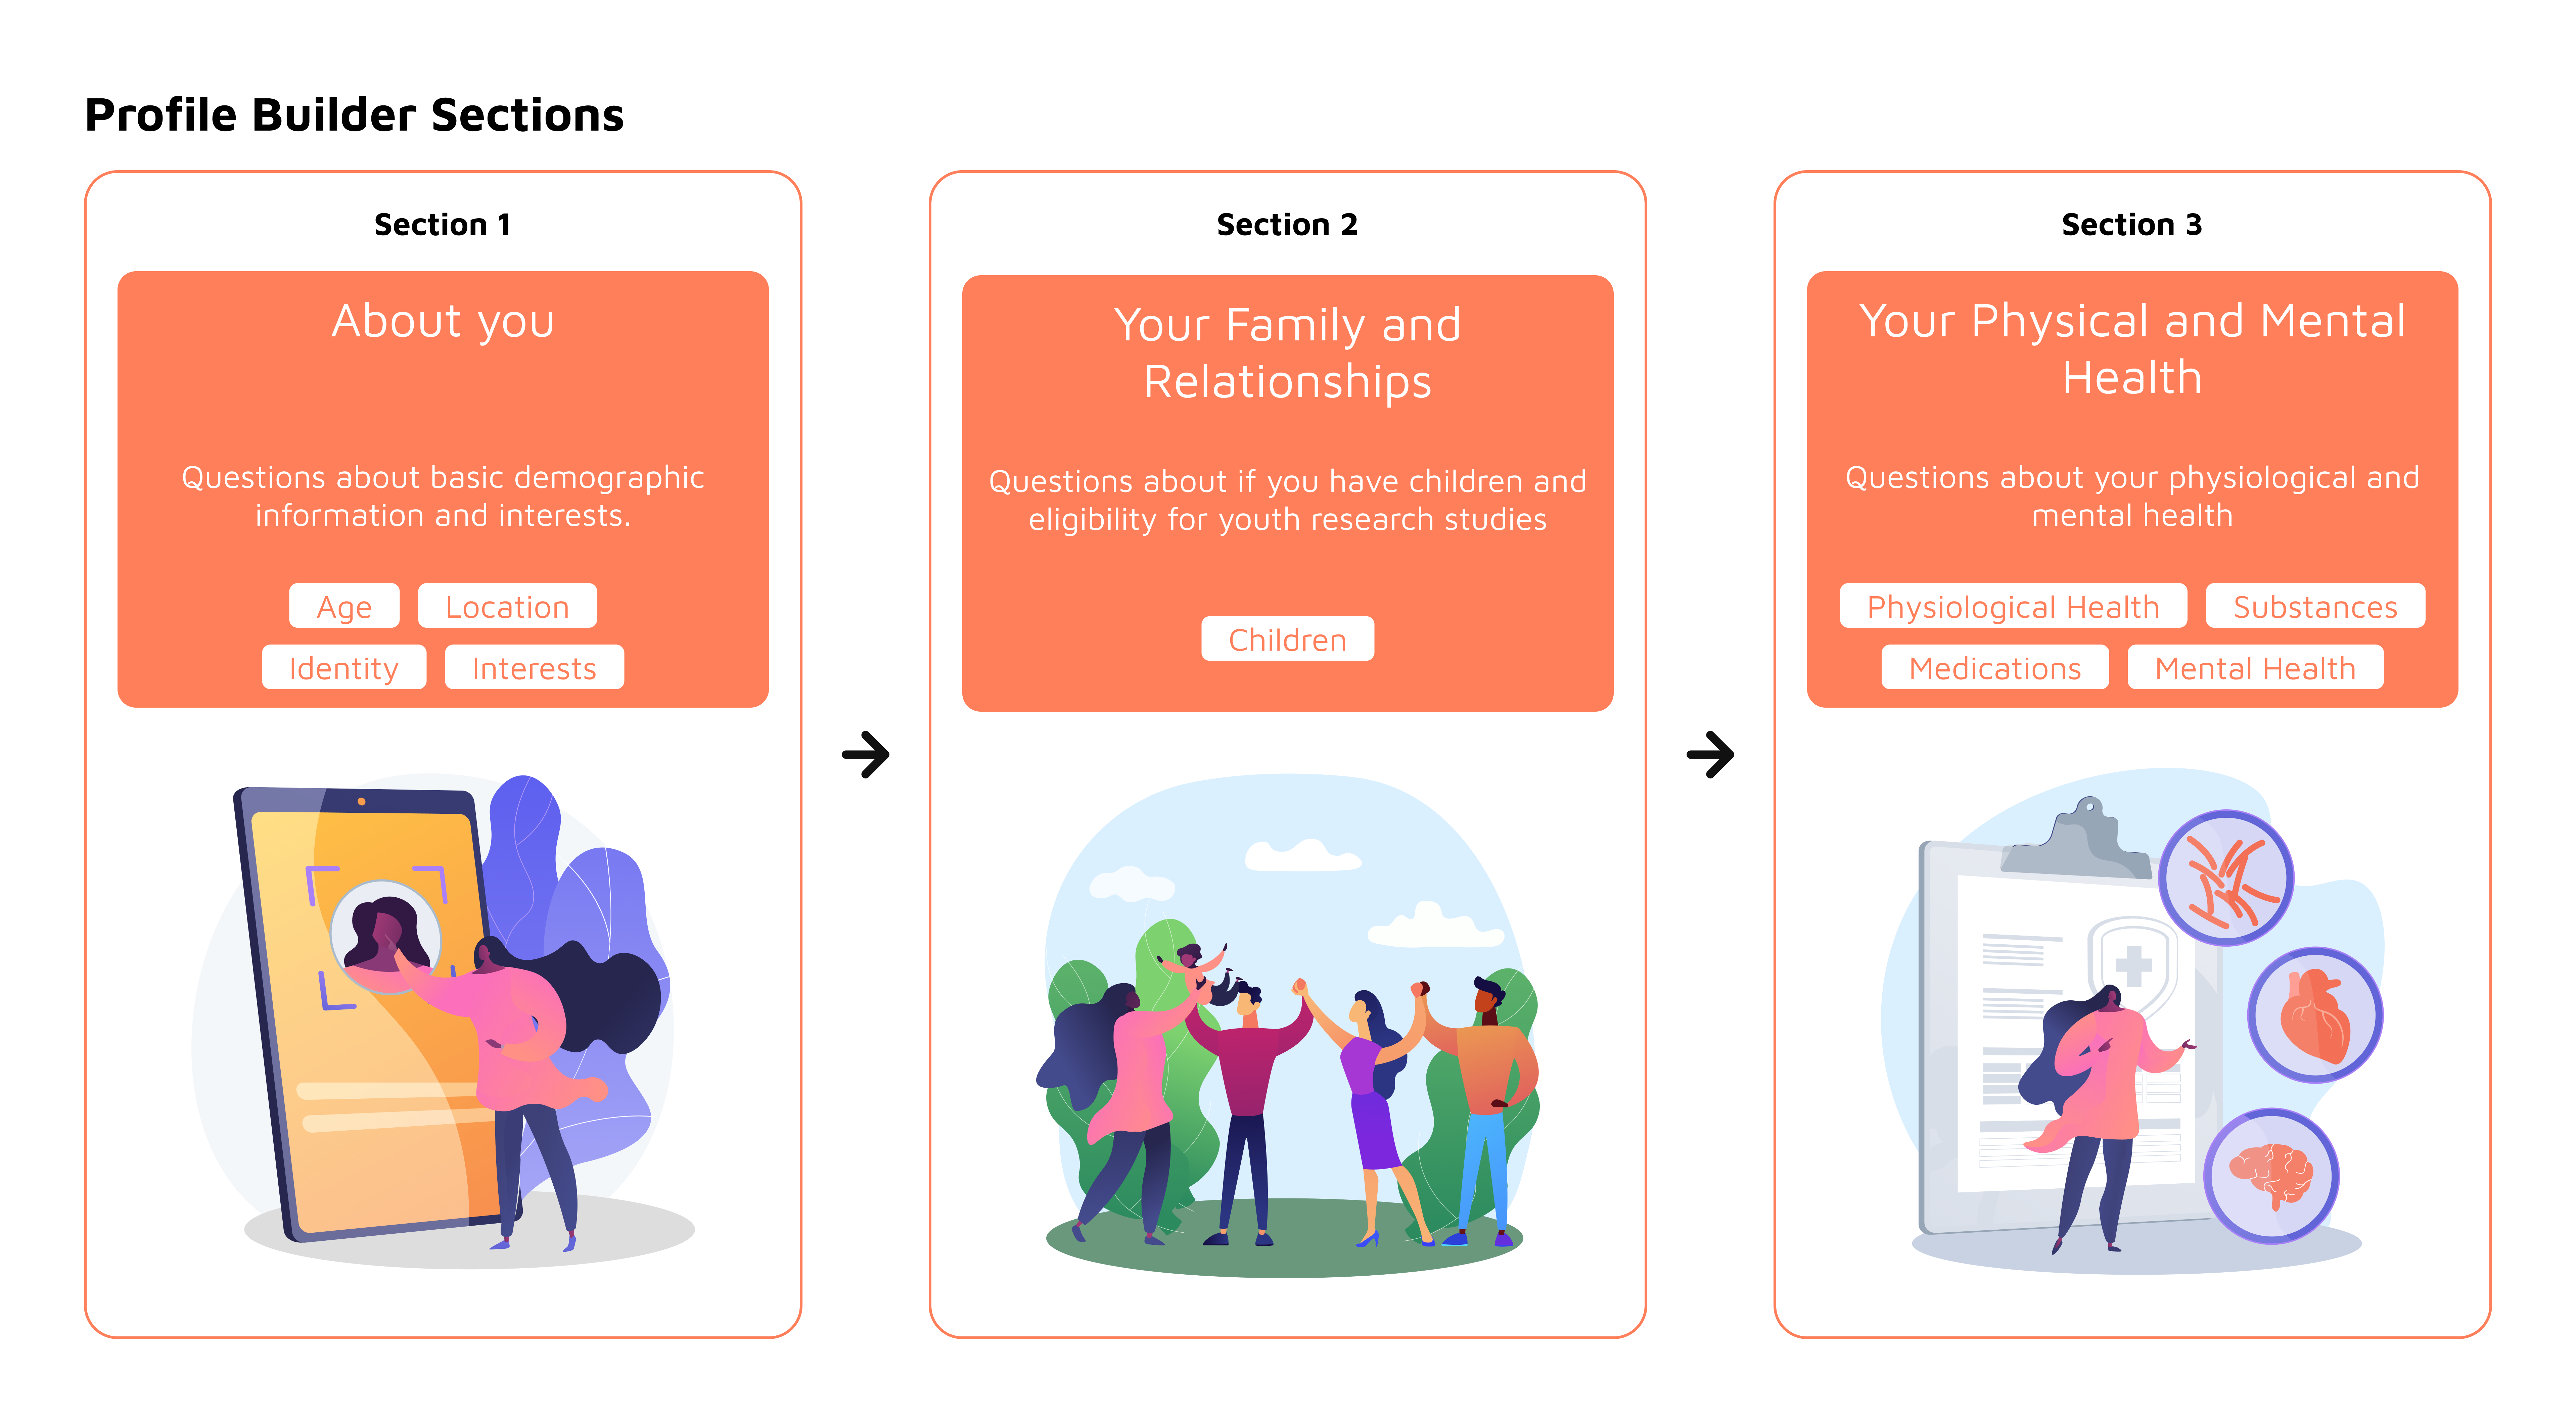 Profile Builder Sections
Section 1
About you
Questions about basic demographic
information and interests.
Age
Location
Identity
Interests
Section 2
Your Family and
Relationships
Questions about if you have children and
eligibility for youth research studies
Children
Section 3
Your Physical and Mental
Health
Questions about your physiological and
mental health
Physiological Health
Substances
Medications
Mental Health